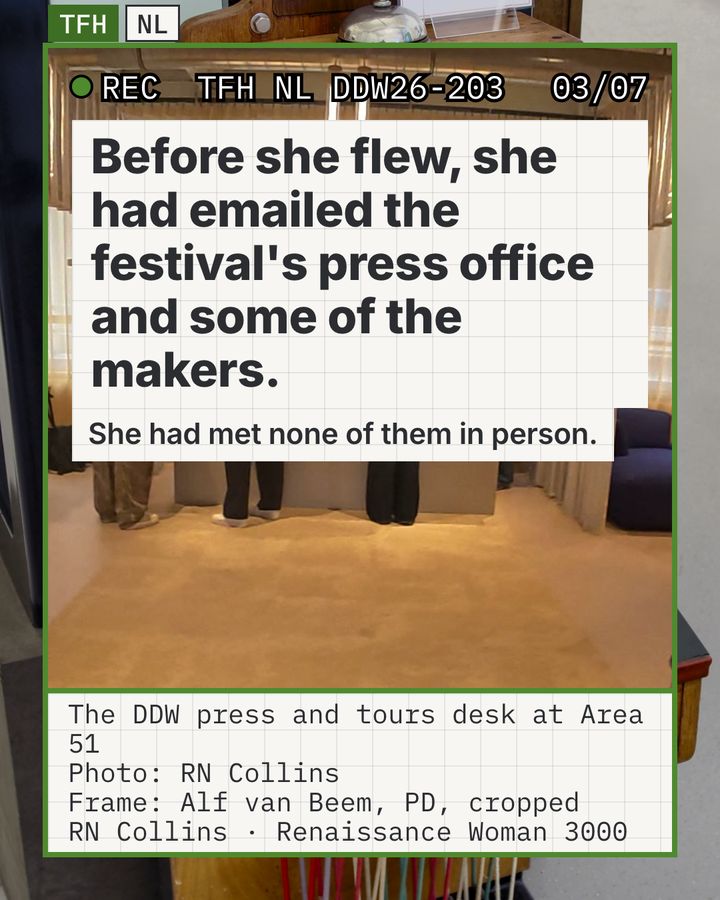 TFH NL
REC TFH NL DDW26-203 03/07
Before she flew, she
had emailed the
festival's press office
and some of the
makers.
She had met none of them in person.
The DDW press and tours desk at Area
51
Photo: RN Collins
Frame: Alf van Beem, PD, cropped
RN Collins · Renaissance Woman 3000